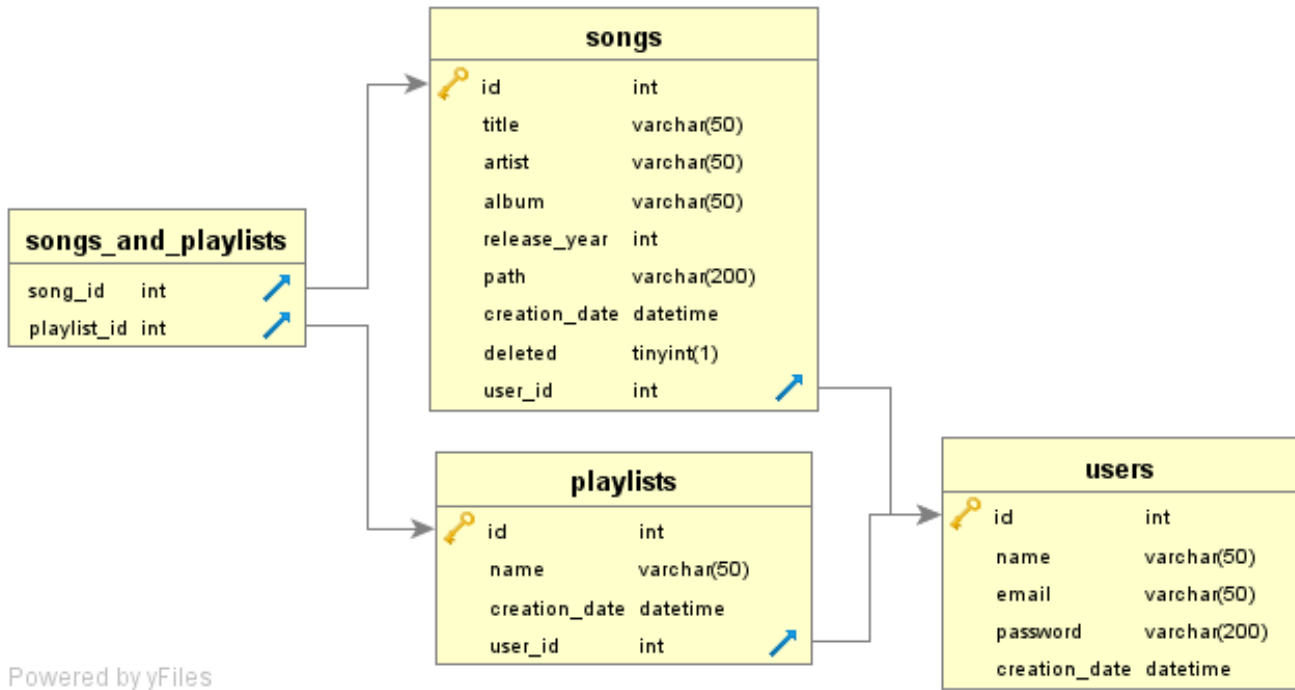 songs
id int
title varchar(50)
artist varchar(50)
album varchar(50)
release_year int
path varchar(200)
creation_date datetime
deleted tinyint(1)
user_id int
songs_and_playlists
song_id int
playlist_id int
playlists
id int
name varchar(50)
creation_date datetime
user_id int
users
id int
name varchar(50)
email varchar(50)
password varchar(200)
creation_date datetime
Powered by yFiles